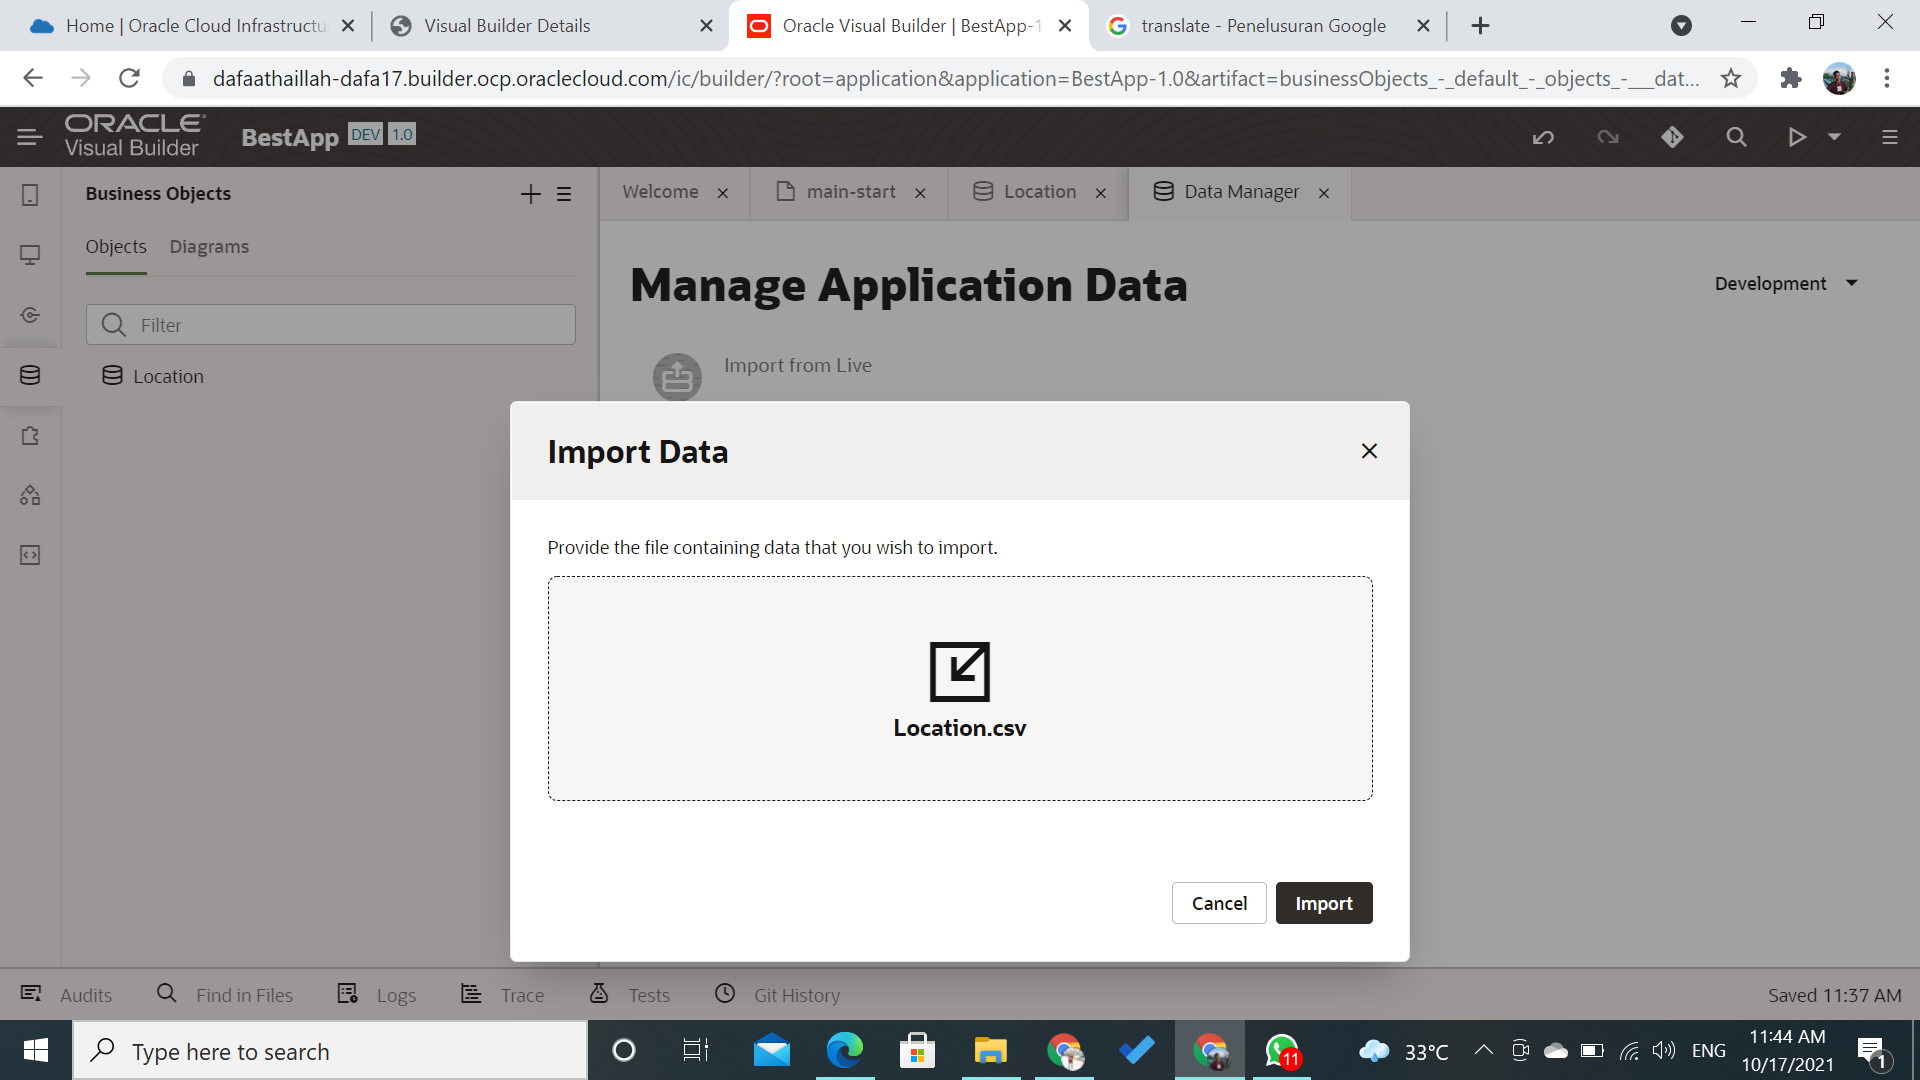 Home | Oracle Cloud Infrastructu
Visual Builder Details
Oracle Visual Builder | BestApp-1
translate - Penelusuran Google
dafaathaillah-dafa17.builder.ocp.oraclecloud.com/ic/builder/?root=application&application=BestApp-1.0&artifact=businessObjects_-_default_-_objects_-___dat...
ORACLE
Visual Builder
BestApp DEV 1.0
Business Objects
Welcome
main-start
Location
Data Manager
Objects
Diagrams
Filter
Location
Manage Application Data
Development
Import from Live
Import Data
Provide the file containing data that you wish to import.
Location.csv
Cancel
Import
Audits
Find in Files
Logs
Trace
Tests
Git History
Saved 11:37 AM
Type here to search
11
33°C
ENG
11:44 AM
10/17/2021
1